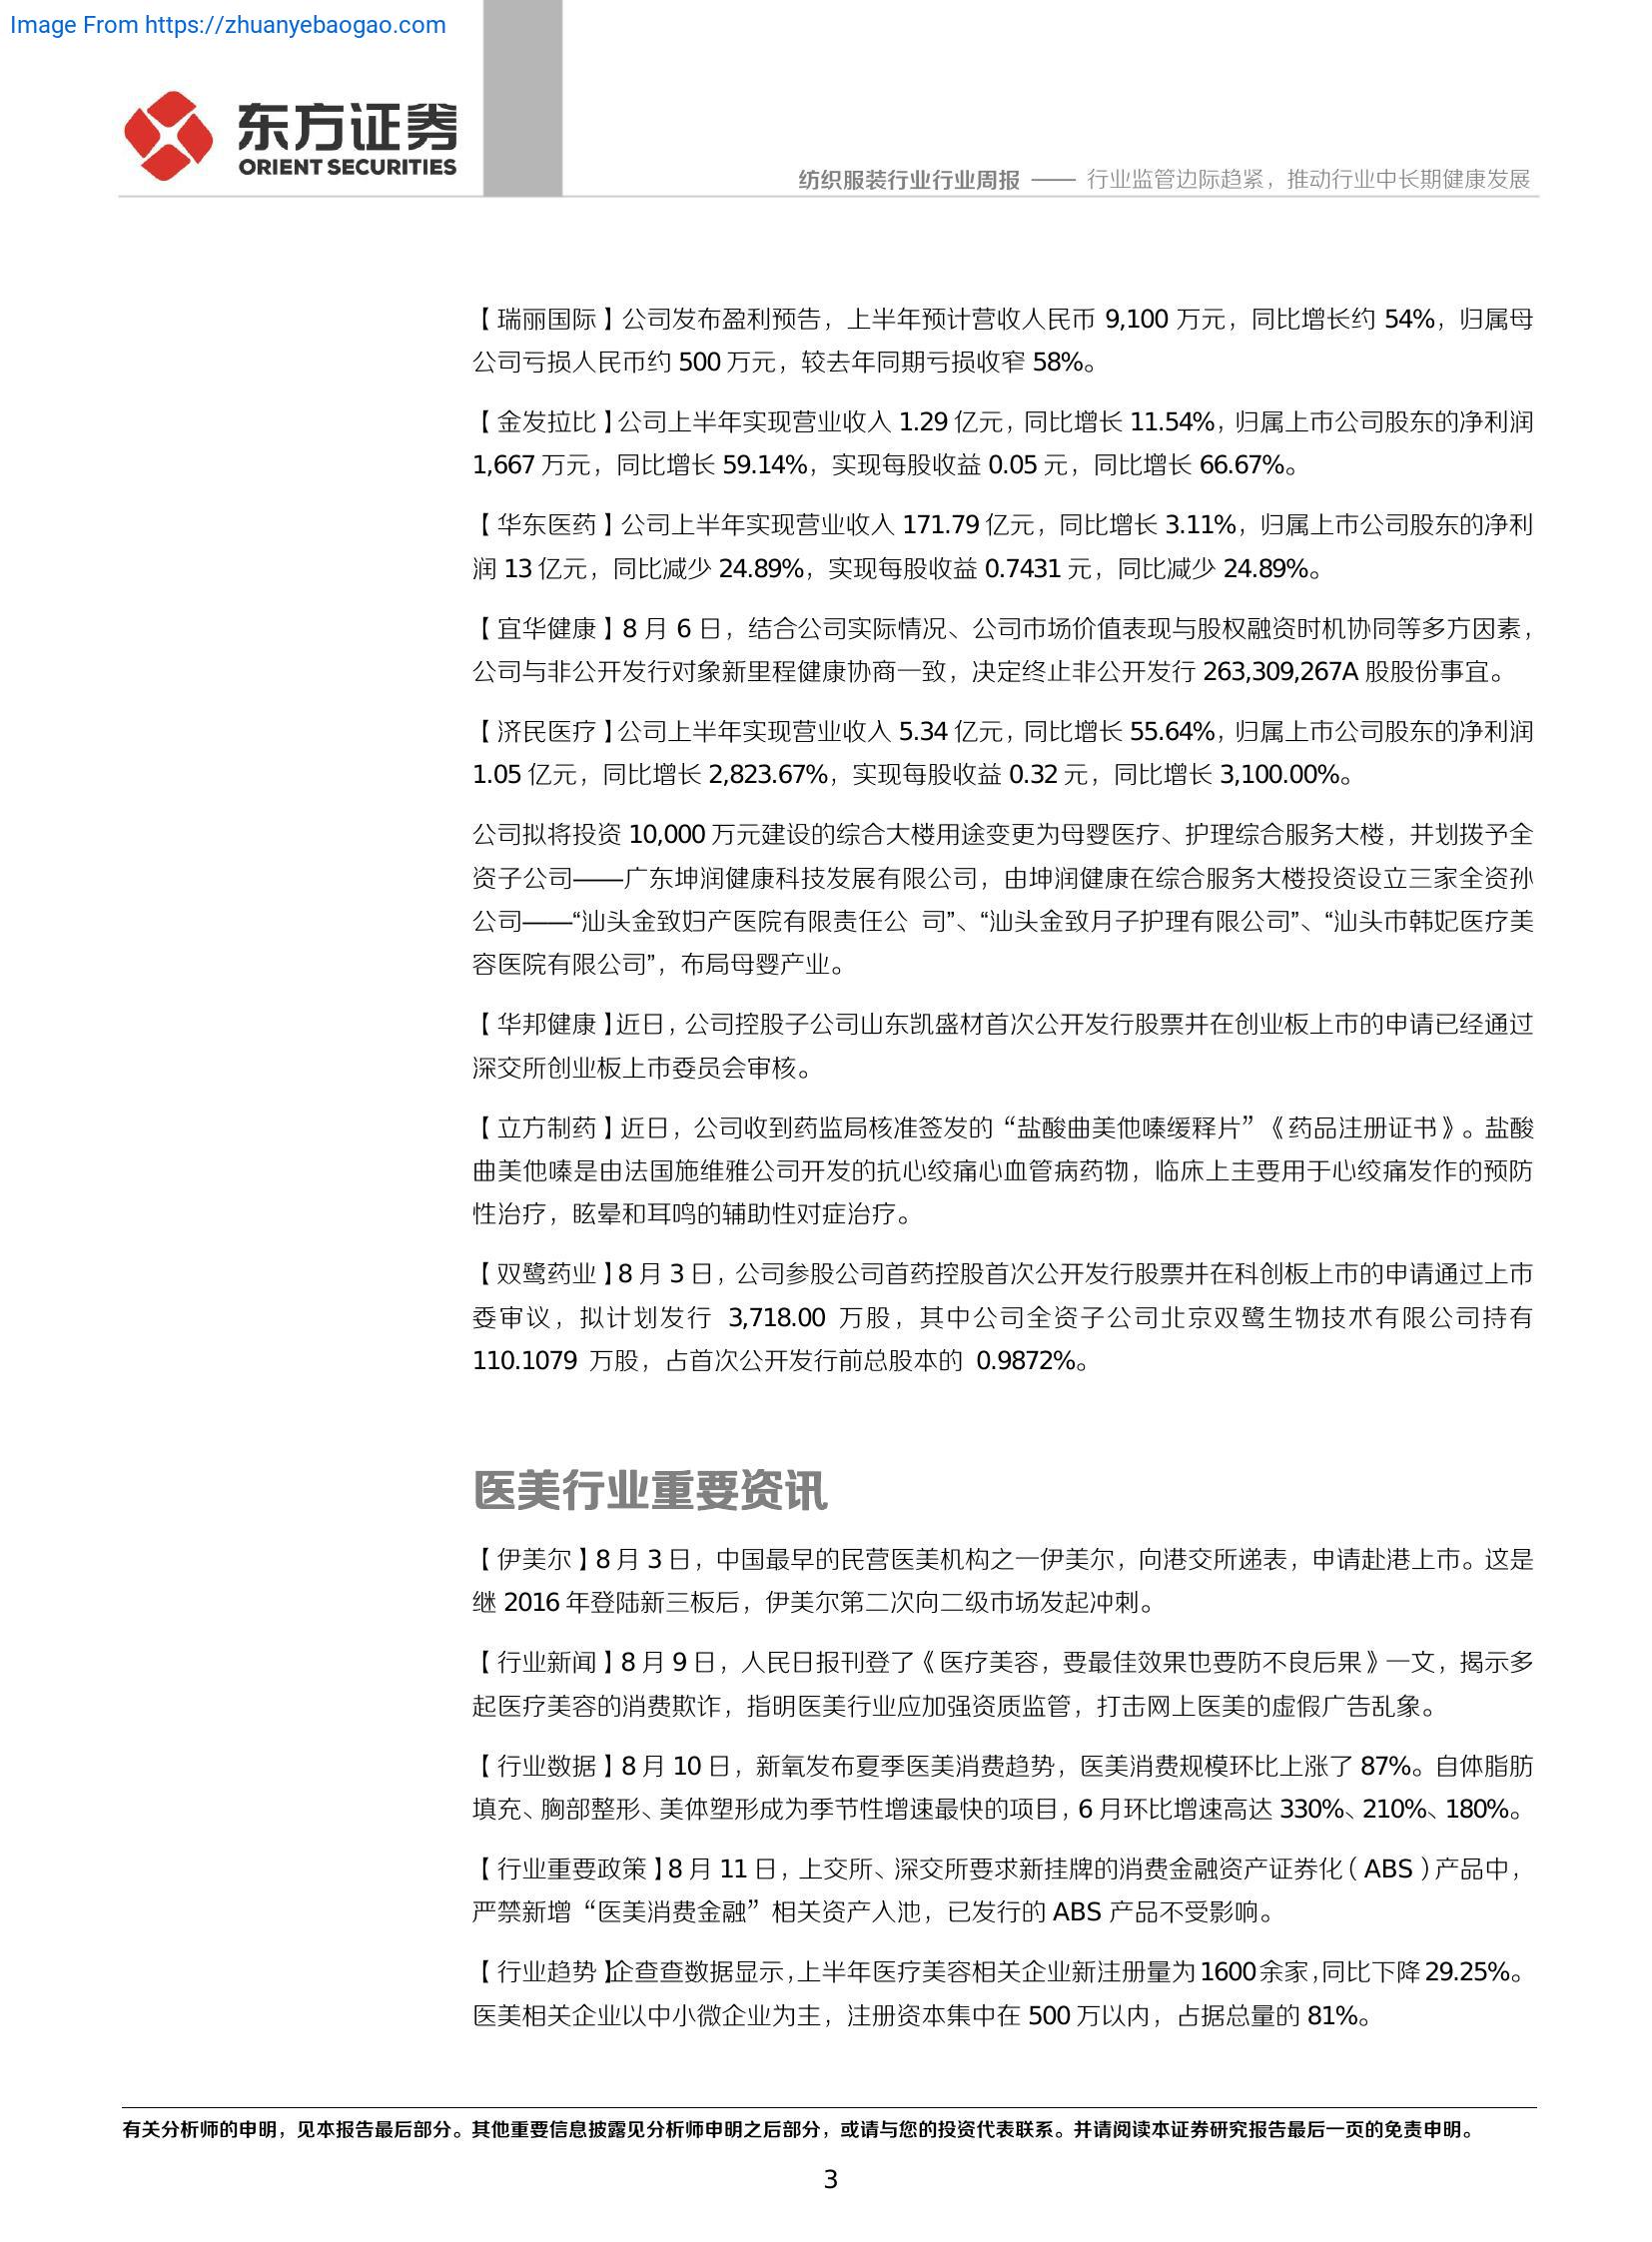 Image From https://zhuanyebaogao.com
东方证券
ORIENT SECURITIES
纺织服装行业行业周报 —— 行业监管边际趋紧，推动行业中长期健康发展
【瑞丽国际】公司发布盈利预告，上半年预计营收人民币 9,100 万元，同比增长约 54%，归属母
公司亏损人民币约 500 万元，较去年同期亏损收窄 58%。
【金发拉比】公司上半年实现营业收入 1.29 亿元，同比增长 11.54%，归属上市公司股东的净利润
1,667 万元，同比增长 59.14%，实现每股收益 0.05 元，同比增长 66.67%。
【华东医药】公司上半年实现营业收入 171.79 亿元，同比增长 3.11%，归属上市公司股东的净利
润 13 亿元，同比减少 24.89%，实现每股收益 0.7431 元，同比减少 24.89%。
【宜华健康】8 月 6 日，结合公司实际情况、公司市场价值表现与股权融资时机协同等多方因素，
公司与非公开发行对象新里程健康协商一致，决定终止非公开发行 263,309,267A 股股份事宜。
【济民医疗】公司上半年实现营业收入 5.34 亿元，同比增长 55.64%，归属上市公司股东的净利润
1.05 亿元，同比增长 2,823.67%，实现每股收益 0.32 元，同比增长 3,100.00%。
公司拟将投资 10,000 万元建设的综合大楼用途变更为母婴医疗、护理综合服务大楼，并划拨予全
资子公司——广东坤润健康科技发展有限公司，由坤润健康在综合服务大楼投资设立三家全资孙
公司——“汕头金致妇产医院有限责任公 司”、“汕头金致月子护理有限公司”、“汕头市韩妃医疗美
容医院有限公司”，布局母婴产业。
【华邦健康】近日，公司控股子公司山东凯盛材首次公开发行股票并在创业板上市的申请已经通过
深交所创业板上市委员会审核。
【立方制药】近日，公司收到药监局核准签发的“盐酸曲美他嗪缓释片”《药品注册证书》。盐酸
曲美他嗪是由法国施维雅公司开发的抗心绞痛心血管病药物，临床上主要用于心绞痛发作的预防
性治疗，眩晕和耳鸣的辅助性对症治疗。
【双鹭药业】8 月 3 日，公司参股公司首药控股首次公开发行股票并在科创板上市的申请通过上市
委审议，拟计划发行 3,718.00 万股，其中公司全资子公司北京双鹭生物技术有限公司持有
110.1079 万股，占首次公开发行前总股本的 0.9872%。
医美行业重要资讯
【伊美尔】8 月 3 日，中国最早的民营医美机构之一伊美尔，向港交所递表，申请赴港上市。这是
继 2016 年登陆新三板后，伊美尔第二次向二级市场发起冲刺。
【行业新闻】8 月 9 日，人民日报刊登了《医疗美容，要最佳效果也要防不良后果》一文，揭示多
起医疗美容的消费欺诈，指明医美行业应加强资质监管，打击网上医美的虚假广告乱象。
【行业数据】8 月 10 日，新氧发布夏季医美消费趋势，医美消费规模环比上涨了 87%。自体脂肪
填充、胸部整形、美体塑形成为季节性增速最快的项目，6 月环比增速高达 330%、210%、180%。
【行业重要政策】8 月 11 日，上交所、深交所要求新挂牌的消费金融资产证券化（ABS）产品中，
严禁新增“医美消费金融”相关资产入池，已发行的 ABS 产品不受影响。
【行业趋势】企查查数据显示，上半年医疗美容相关企业新注册量为1600余家，同比下降29.25%。
医美相关企业以中小微企业为主，注册资本集中在 500 万以内，占据总量的 81%。
有关分析师的申明，见本报告最后部分。其他重要信息披露见分析师申明之后部分，或请与您的投资代表联系。并请阅读本证券研究报告最后一页的免责申明。
3